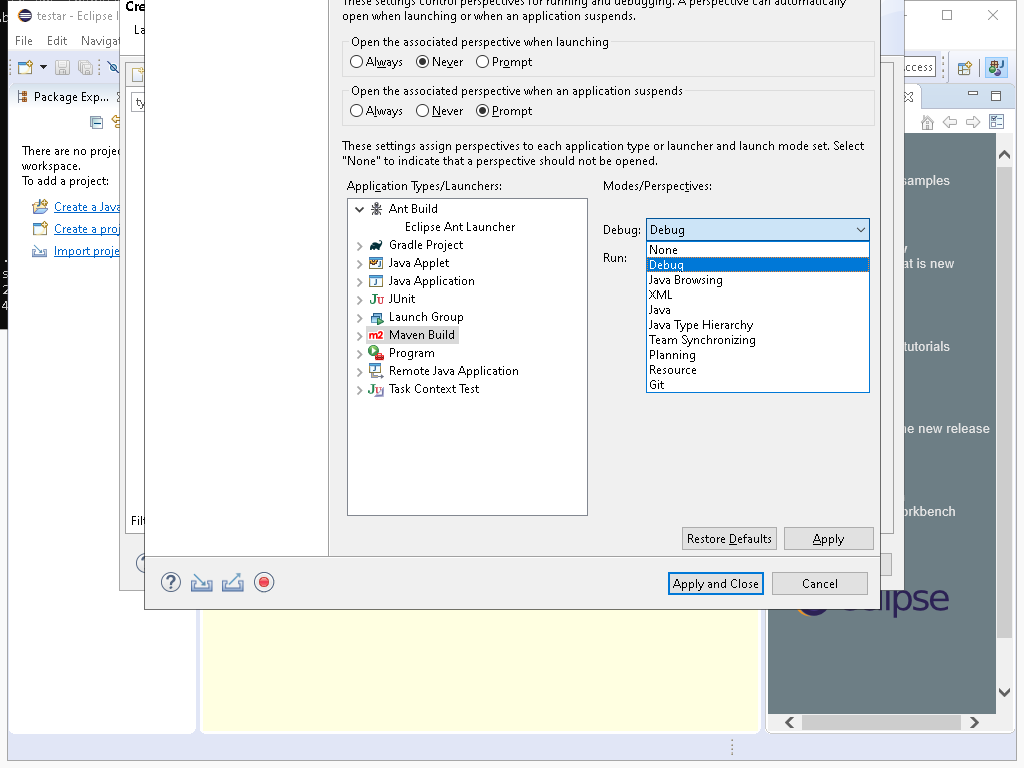 testar - Eclipse
File Edit Navigat
Package Exp...
There are no proje
workspace.
To add a project:
Create a Java
Create a proj
Import proje
These settings control perspectives for running and debugging. A perspective can automatically
open when launching or when an application suspends.
Open the associated perspective when launching
Always Never Prompt
Open the associated perspective when an application suspends
Always Never Prompt
These settings assign perspectives to each application type or launcher and launch mode set. Select
"None" to indicate that a perspective should not be opened.
Application Types/Launchers:
Ant Build
Eclipse Ant Launcher
Gradle Project
Java Applet
Java Application
JUnit
Launch Group
Maven Build
Program
Remote Java Application
Task Context Test
Modes/Perspectives:
Debug: Debug
Run:
None
Debug
Java Browsing
XML
Java
Java Type Hierarchy
Team Synchronizing
Planning
Resource
Git
Restore Defaults Apply
Apply and Close Cancel
ccess
samples
at is new
tutorials
e new release
orkbench
eclipse